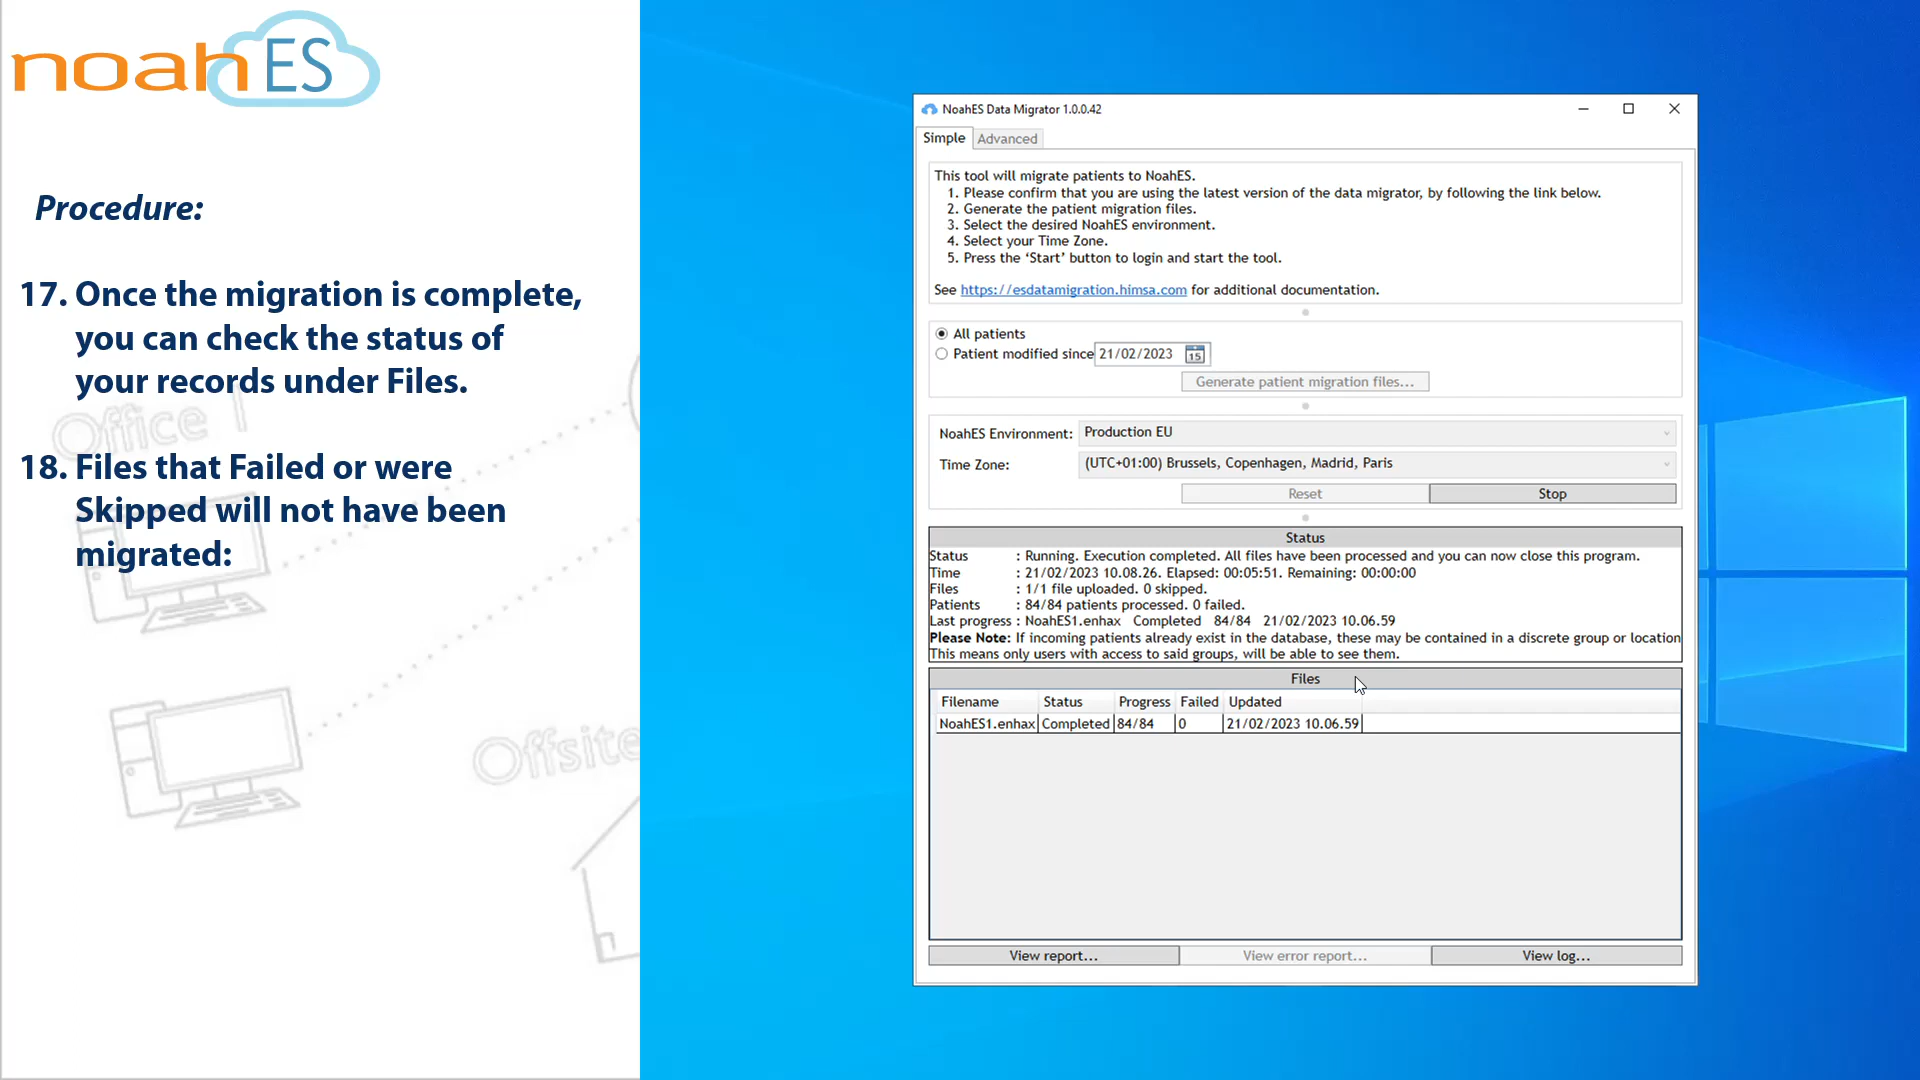 noahES
Procedure:
17. Once the migration is complete,
you can check the status of
your records under Files.
18. Files that Failed or were
Skipped will not have been
migrated:
Office 1
Offsite
NoahES Data Migrator 1.0.0.42
Simple Advanced
This tool will migrate patients to NoahES.
1. Please confirm that you are using the latest version of the data migrator, by following the link below.
2. Generate the patient migration files.
3. Select the desired NoahES environment.
4. Select your Time Zone.
5. Press the ‘Start’ button to login and start the tool.
See https://esdatamigration.himsa.com for additional documentation.
All patients
Patient modified since 21/02/2023 15
Generate patient migration files...
NoahES Environment: Production EU
Time Zone: (UTC+01:00) Brussels, Copenhagen, Madrid, Paris
Reset Stop
Status
Status : Running. Execution completed. All files have been processed and you can now close this program.
Time : 21/02/2023 10.08.26. Elapsed: 00:05:51. Remaining: 00:00:00
Files : 1/1 file uploaded. 0 skipped.
Patients : 84/84 patients processed. 0 failed.
Last progress : NoahES1.enhax Completed 84/84 21/02/2023 10.06.59
Please Note: If incoming patients already exist in the database, these may be contained in a discrete group or location
This means only users with access to said groups, will be able to see them.
Files
Filename Status Progress Failed Updated
NoahES1.enhax Completed 84/84 0 21/02/2023 10.06.59
View report... View error report... View log...